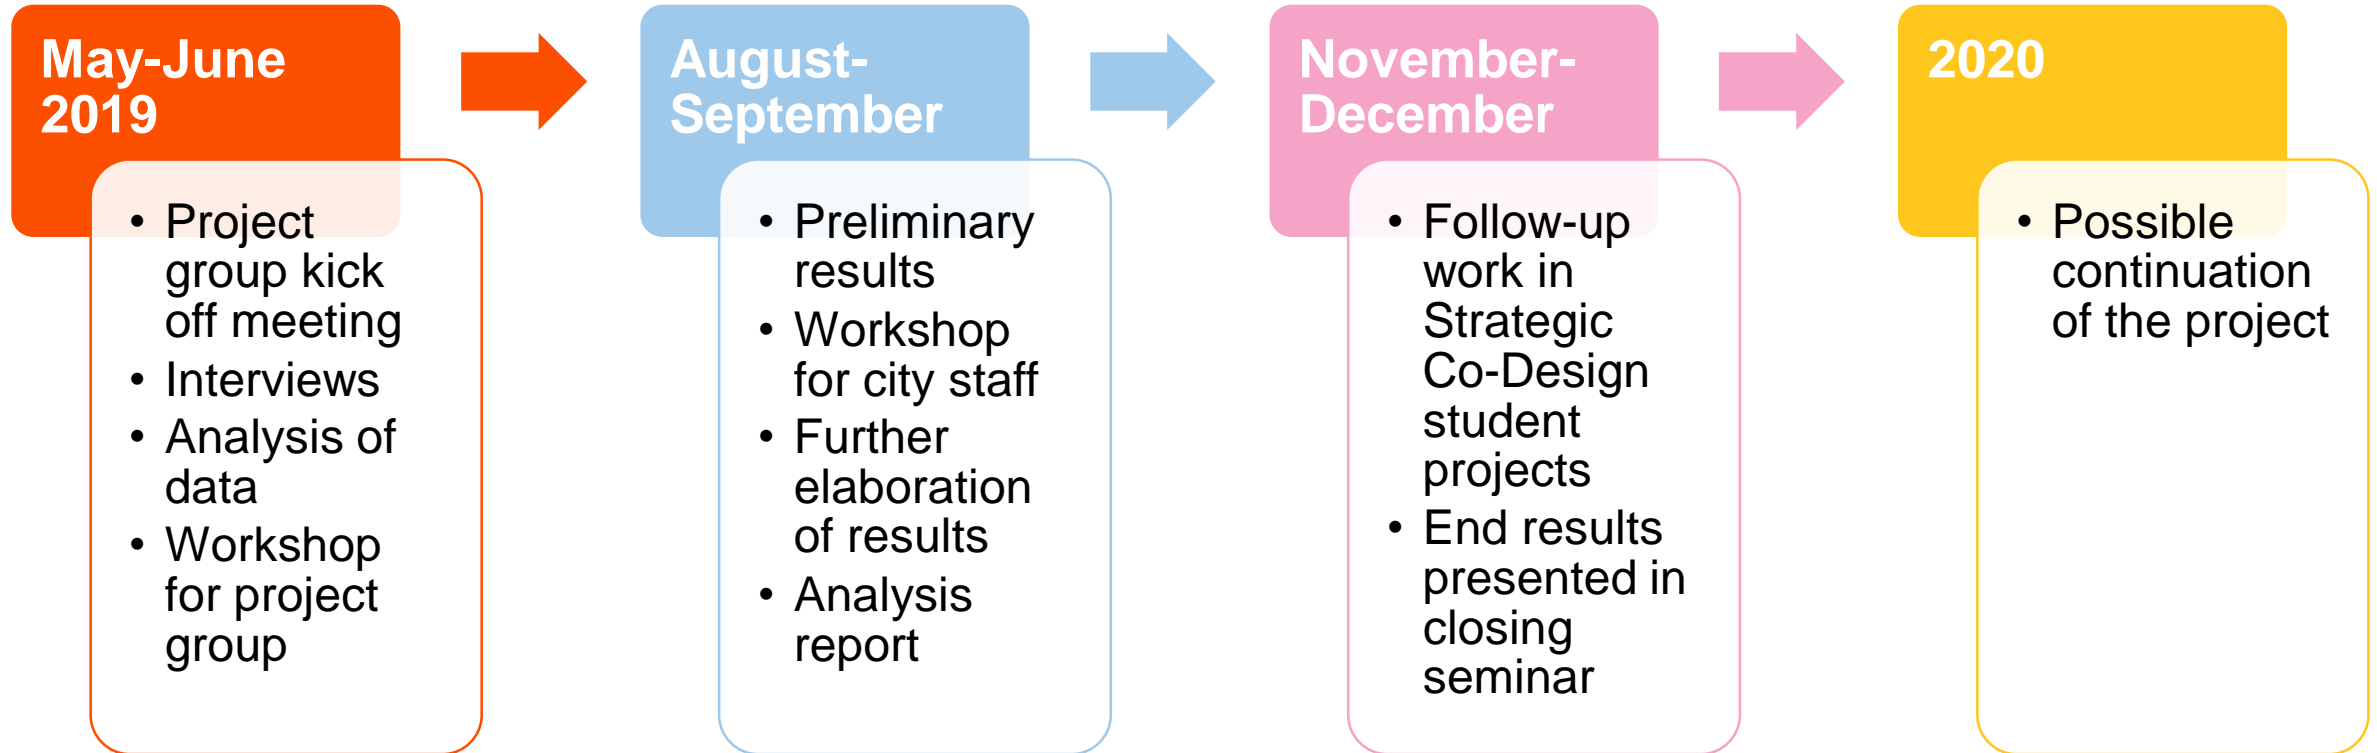 May-June
2019
• Project
group kick
off meeting
• Interviews
• Analysis of
data
• Workshop
for project
group
August-
September
• Preliminary
results
• Workshop
for city staff
• Further
elaboration
of results
• Analysis
report
November-
December
• Follow-up
work in
Strategic
Co-Design
student
projects
• End results
presented in
closing
seminar
2020
• Possible
continuation
of the project